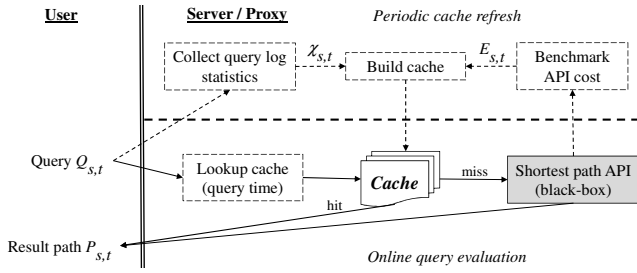 User
Server / Proxy
Periodic cache refresh
Collect query log
statistics
χs,t
Build cache
Es,t
Benchmark
API cost
Query Qs,t
Lookup cache
(query time)
Cache
miss
Shortest path API
(black-box)
hit
Result path Ps,t
Online query evaluation